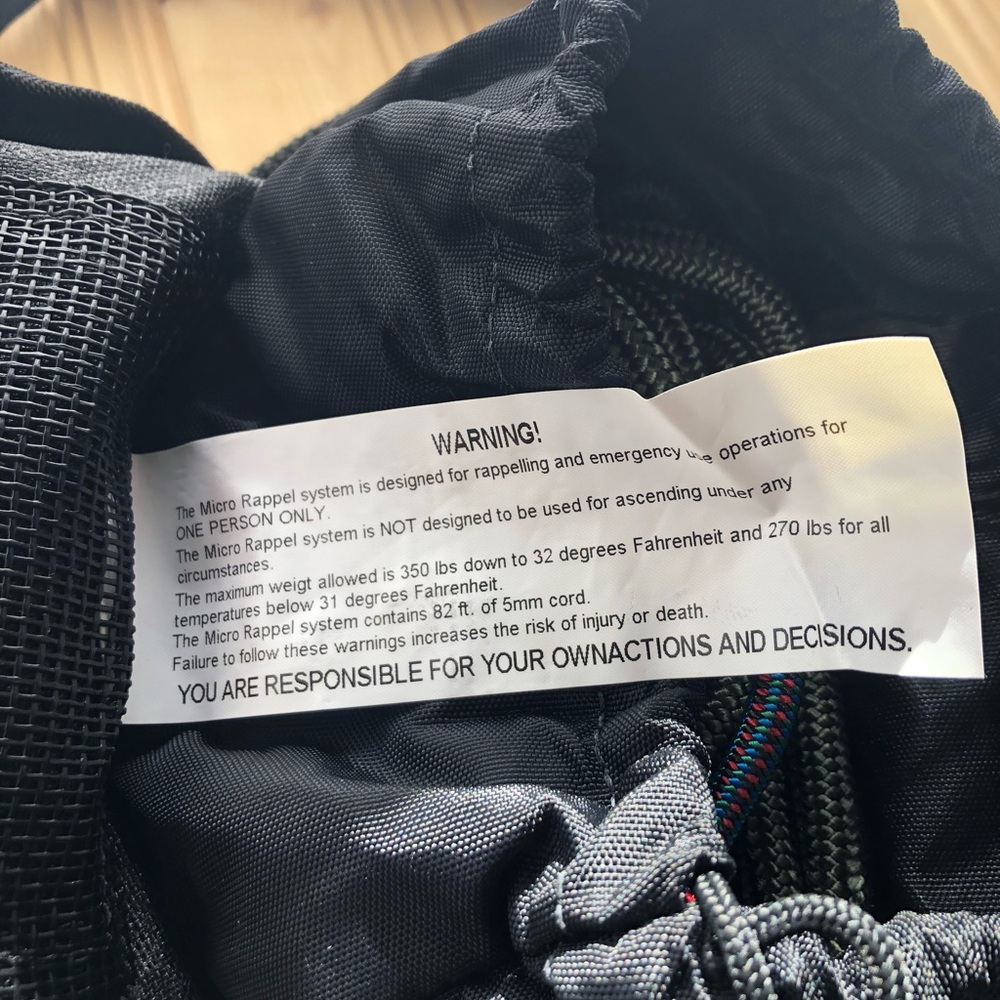 WARNING!
The Micro Rappel system is designed for rappelling and emergency use operations for
ONE PERSON ONLY.
The Micro Rappel system is NOT designed to be used for ascending under any
circumstances.
The maximum weigt allowed is 350 lbs down to 32 degrees Fahrenheit and 270 lbs for all
temperatures below 31 degrees Fahrenheit.
The Micro Rappel system contains 82 ft. of 5mm cord.
Failure to follow these warnings increases the risk of injury or death.
YOU ARE RESPONSIBLE FOR YOUR OWNACTIONS AND DECISIONS.